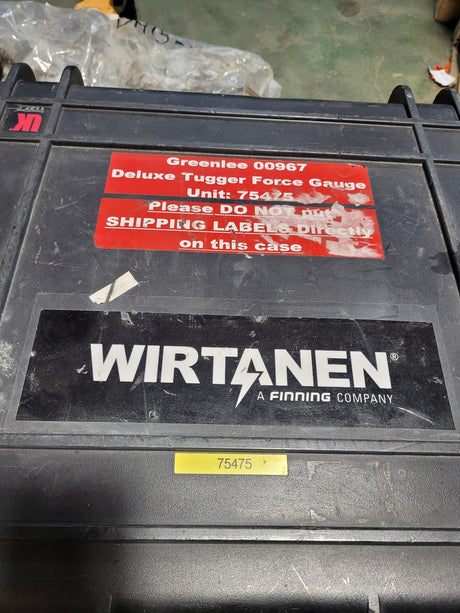 UK
Greenlee 00967
Deluxe Tugger Force Gauge
Unit: 75475
Please DO NOT put
SHIPPING LABELS Directly
on this case
WIRTANEN®
A FINNING COMPANY
75475